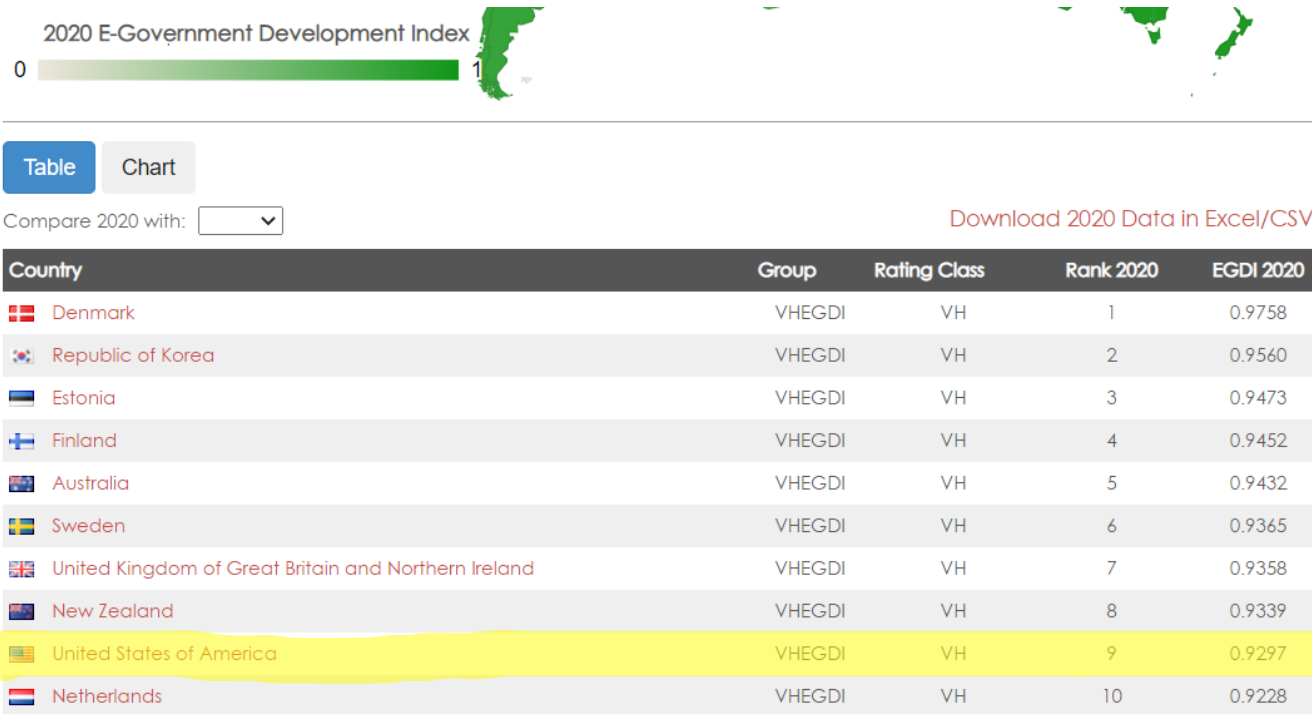 2020 E-Government Development Index
0 1
Table Chart
Compare 2020 with:
Download 2020 Data in Excel/CSV
Country Group Rating Class Rank 2020 EGDI 2020
Denmark VHEGDI VH 1 0.9758
Republic of Korea VHEGDI VH 2 0.9560
Estonia VHEGDI VH 3 0.9473
Finland VHEGDI VH 4 0.9452
Australia VHEGDI VH 5 0.9432
Sweden VHEGDI VH 6 0.9365
United Kingdom of Great Britain and Northern Ireland VHEGDI VH 7 0.9358
New Zealand VHEGDI VH 8 0.9339
United States of America VHEGDI VH 9 0.9297
Netherlands VHEGDI VH 10 0.9228